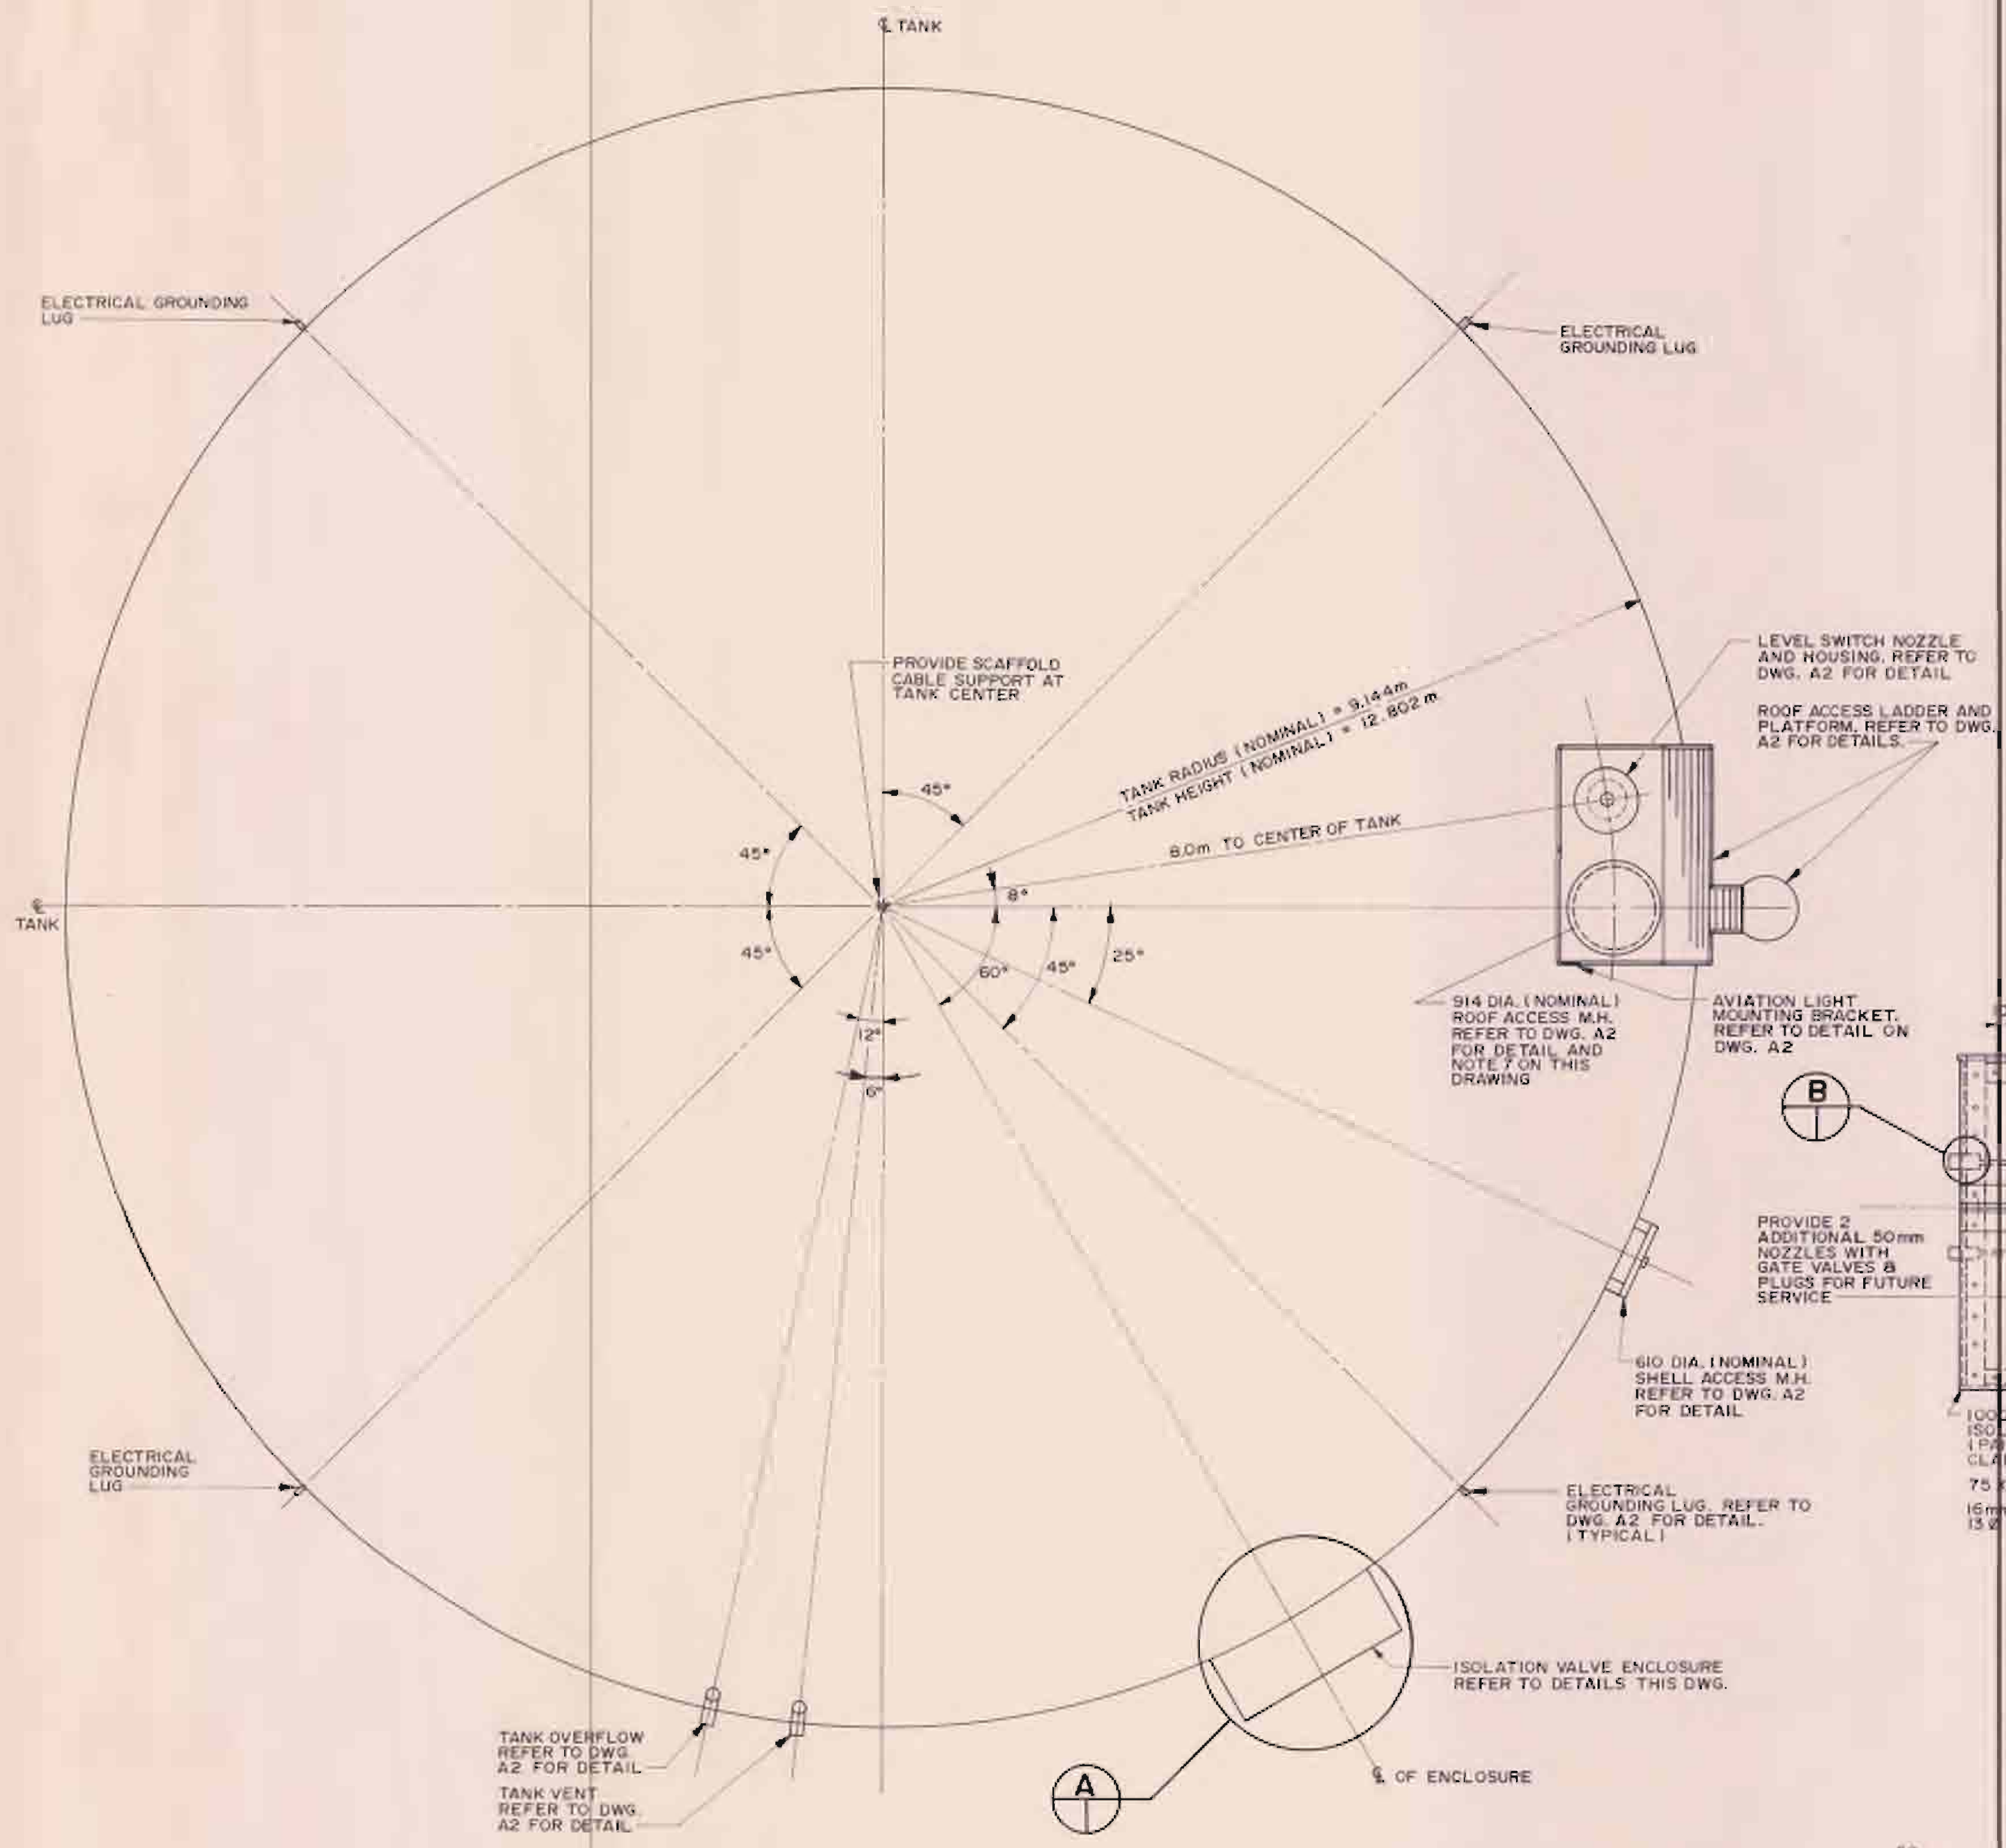 ℄ TANK
ELECTRICAL GROUNDING
LUG
ELECTRICAL
GROUNDING LUG
PROVIDE SCAFFOLD
CABLE SUPPORT AT
TANK CENTER
TANK RADIUS (NOMINAL) = 9.144m
TANK HEIGHT (NOMINAL) = 12.802m
8.0m TO CENTER OF TANK
LEVEL SWITCH NOZZLE
AND HOUSING. REFER TO
DWG. A2 FOR DETAIL
ROOF ACCESS LADDER AND
PLATFORM. REFER TO DWG.
A2 FOR DETAILS.
45°
45°
8°
℄
TANK
45°
60°
45°
25°
12°
6°
914 DIA. (NOMINAL)
ROOF ACCESS M.H.
REFER TO DWG. A2
FOR DETAIL AND
NOTE 7 ON THIS
DRAWING
AVIATION LIGHT
MOUNTING BRACKET.
REFER TO DETAIL ON
DWG. A2
B
PROVIDE 2
ADDITIONAL 50mm
NOZZLES WITH
GATE VALVES &
PLUGS FOR FUTURE
SERVICE
610 DIA. (NOMINAL)
SHELL ACCESS M.H.
REFER TO DWG. A2
FOR DETAIL
75
ELECTRICAL
GROUNDING
LUG
ELECTRICAL
GROUNDING LUG. REFER TO
DWG. A2 FOR DETAIL.
(TYPICAL)
ISOLATION VALVE ENCLOSURE
REFER TO DETAILS THIS DWG.
TANK OVERFLOW
REFER TO DWG.
A2 FOR DETAIL
TANK VENT
REFER TO DWG.
A2 FOR DETAIL
A
℄ OF ENCLOSURE